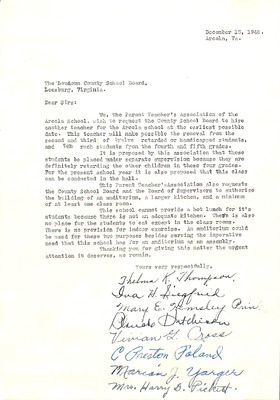 December 15, 1948.
Arcola, Va.
The Loudoun County School Board,
Leesburg, Virginia.
Dear Sirs:
We, The Parent Teacher's Association of the
Arcola School, wish to request the County School Board to hire
another teacher for the Arcola school at the earliest possible
date. This teacher will make possible the removal from the
second and third of twelve retarded or handicapped students,
and ten such students from the fourth and fifth grades.
It is proposed by this association that these
students be placed under separate supervision because they are
definitely retarding the other children in these four grades.
For the present school year it is also proposed that this class
can be conducted in the hall.
This Parent Teacher's Association also requests
the County School Board and the Board of Supervisors to authorize
the building of an auditorium, a larger kitchen, and a minimum
of at least one class room.
This school cannot provide a hot lunch for it's
students because there is not an adequate kitchen. There is also
no place for the students to eat except in the class rooms.
There is no provision for indoor exercise. An auditorium could
be used for these two purposes besides serving the imperative
need that this school has for an auditorium as an assembly.
Thanking you for giving this matter the urgent
attention it deserves, we remain,
Yours very respectfully,
Thelma K. Thompson,
Iva W. Siegfried
Mary E. Hemsley Prin.
Hutchison
Vivian L. Cross
C Preston Poland
Marian J. Yarger
Mrs. Harry B. Pickett.